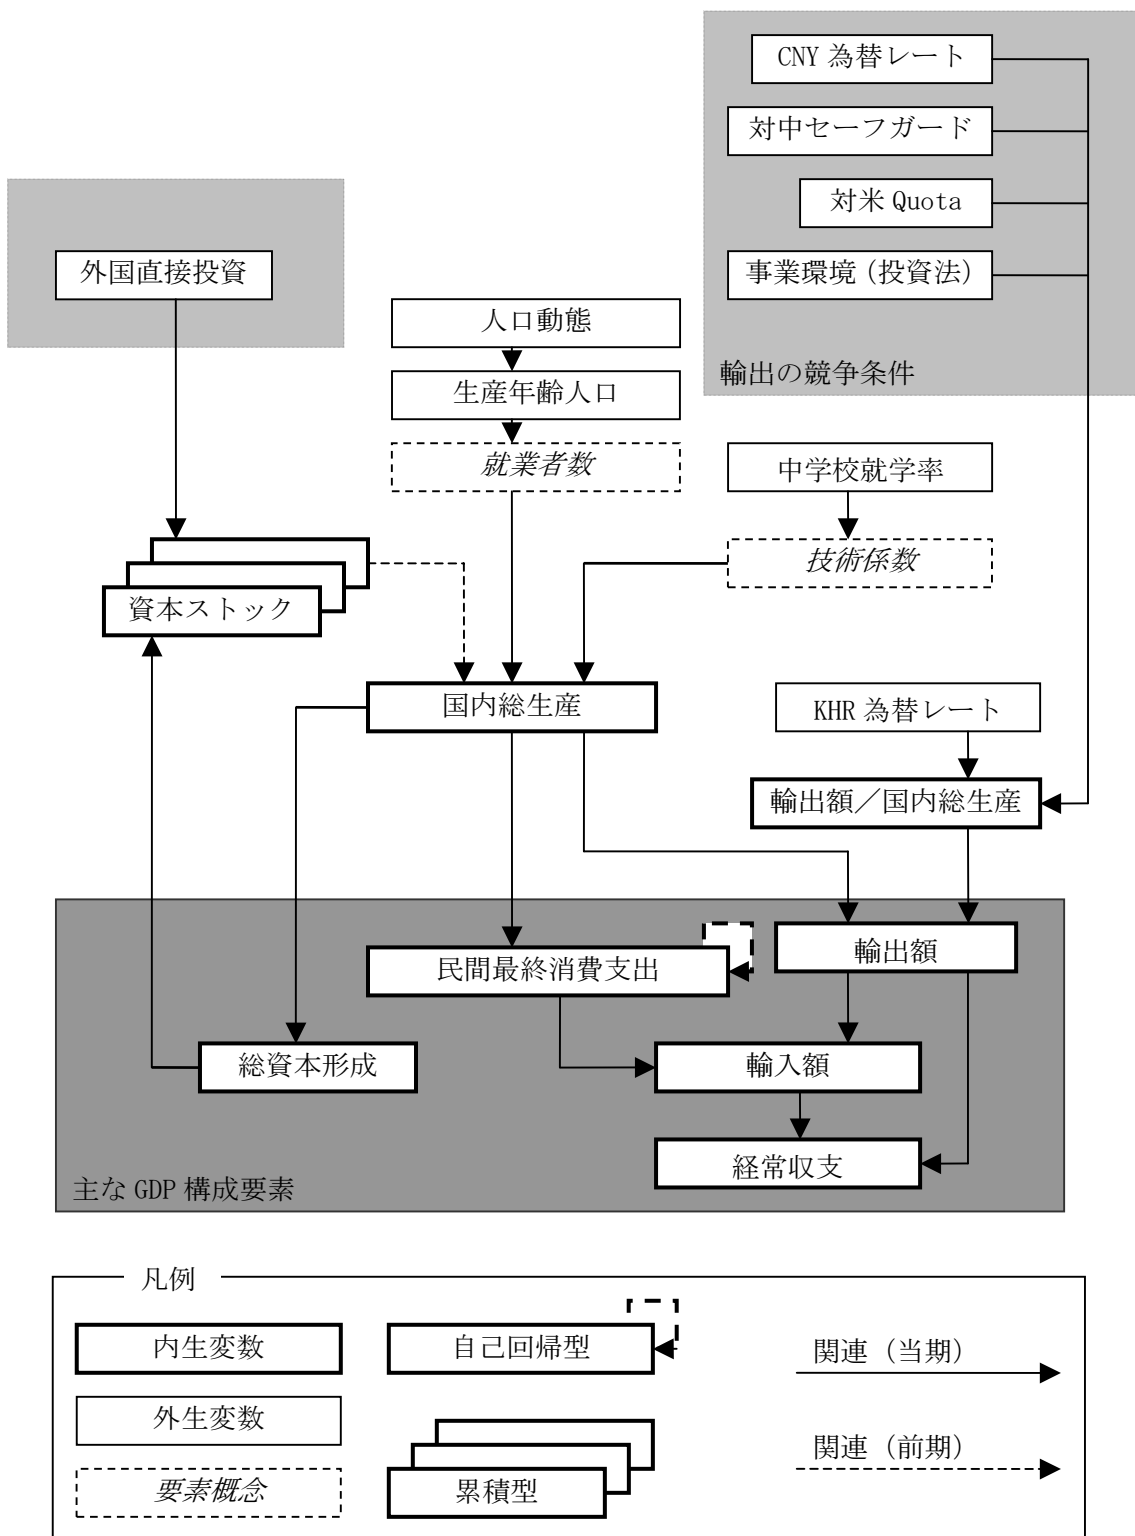 CNY 為替レート
対中セーフガード
対米 Quota
事業環境（投資法）
輸出の競争条件
外国直接投資
人口動態
生産年齢人口
就業者数
中学校就学率
技術係数
資本ストック
国内総生産
KHR 為替レート
輸出額／国内総生産
輸出額
民間最終消費支出
総資本形成
輸入額
経常収支
主な GDP 構成要素
凡例
内生変数
自己回帰型
関連（当期）
外生変数
関連（前期）
要素概念
累積型